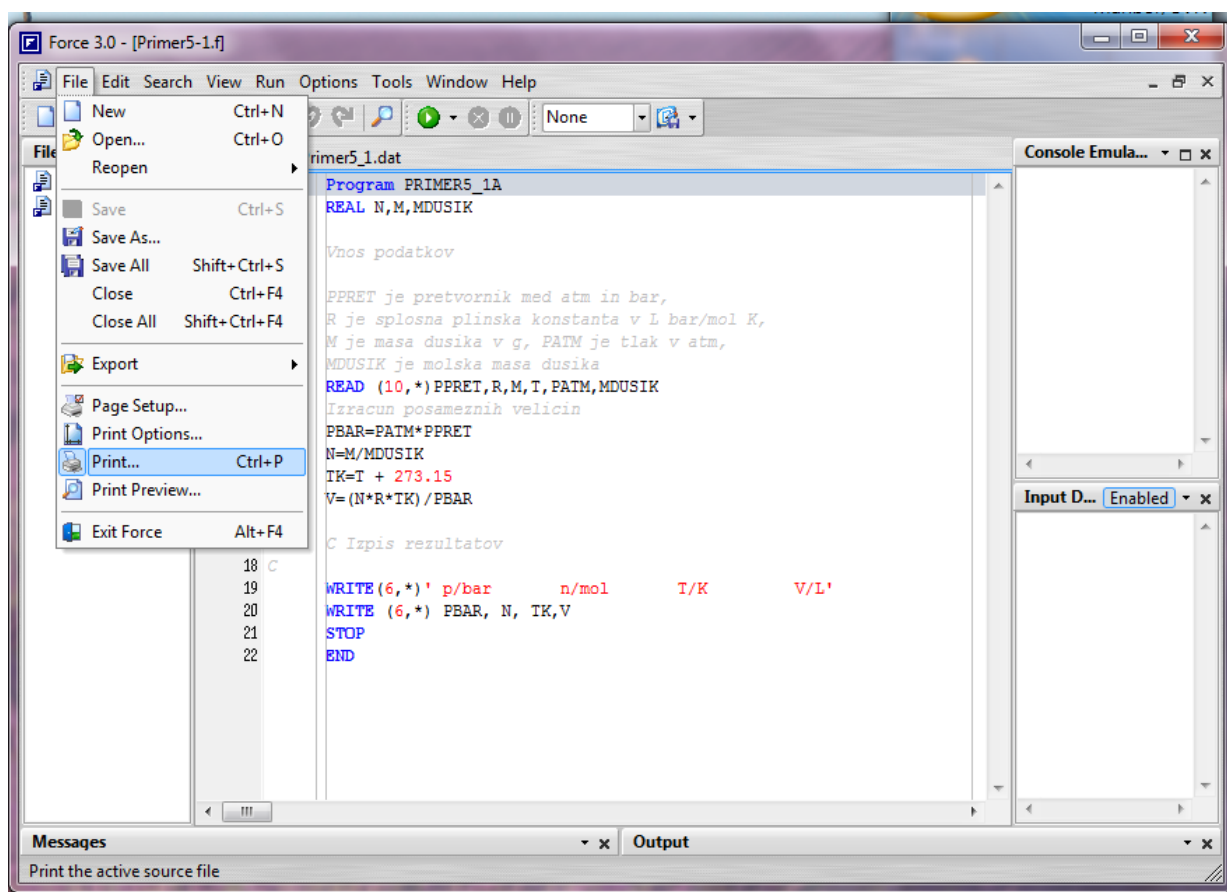 Force 3.0 - [Primer5-1.f]
File Edit Search View Run Options Tools Window Help
None
New Ctrl+N
Open... Ctrl+O
Reopen
Save Ctrl+S
Save As...
Save All Shift+Ctrl+S
Close Ctrl+F4
Close All Shift+Ctrl+F4
Export
Page Setup...
Print Options...
Print... Ctrl+P
Print Preview...
Exit Force Alt+F4
File
rimer5_1.dat
Program PRIMER5_1A
REAL N,M,MDUSIK
Vnos podatkov
PPRET je pretvornik med atm in bar,
R je splosna plinska konstanta v L bar/mol K,
M je masa dusika v g, PATM je tlak v atm,
MDUSIK je molska masa dusika
READ (10,*)PPRET,R,M,T,PATM,MDUSIK
Izracun posameznih velicin
PBAR=PATM*PPRET
N=M/MDUSIK
TK=T + 273.15
V=(N*R*TK)/PBAR
C Izpis rezultatov
18 C
19 WRITE(6,*)' p/bar n/mol T/K V/L'
20 WRITE (6,*) PBAR, N, TK,V
21 STOP
22 END
Console Emula...
Input D... Enabled
Messages
Output
Print the active source file